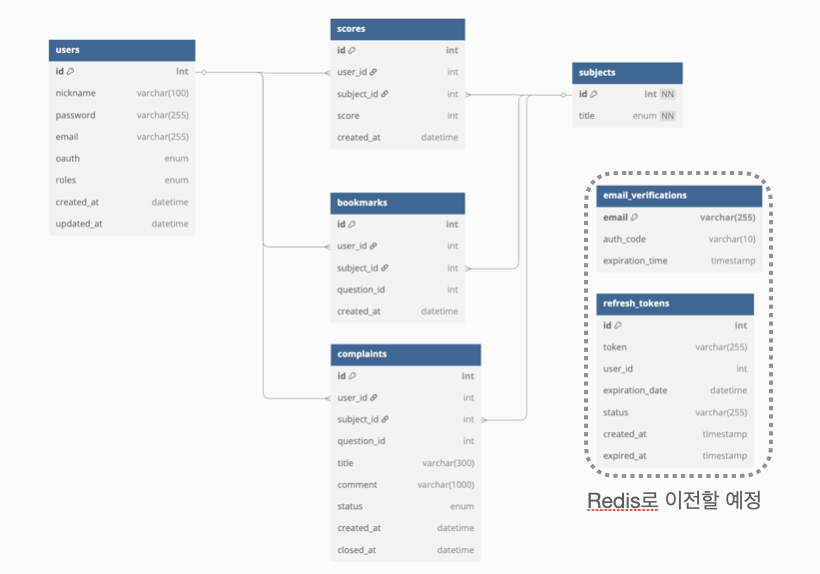 users
id int
nickname varchar(100)
password varchar(255)
email varchar(255)
oauth enum
roles enum
created_at datetime
updated_at datetime
scores
id int
user_id int
subject_id int
score int
created_at datetime
bookmarks
id int
user_id int
subject_id int
question_id int
created_at datetime
complaints
id int
user_id int
subject_id int
question_id int
title varchar(300)
comment varchar(1000)
status enum
created_at datetime
closed_at datetime
subjects
id int NN
title enum NN
email_verifications
email varchar(255)
auth_code varchar(10)
expiration_time timestamp
refresh_tokens
id int
token varchar(255)
user_id int
expiration_date datetime
status varchar(255)
created_at timestamp
expired_at timestamp
Redis로 이전할 예정